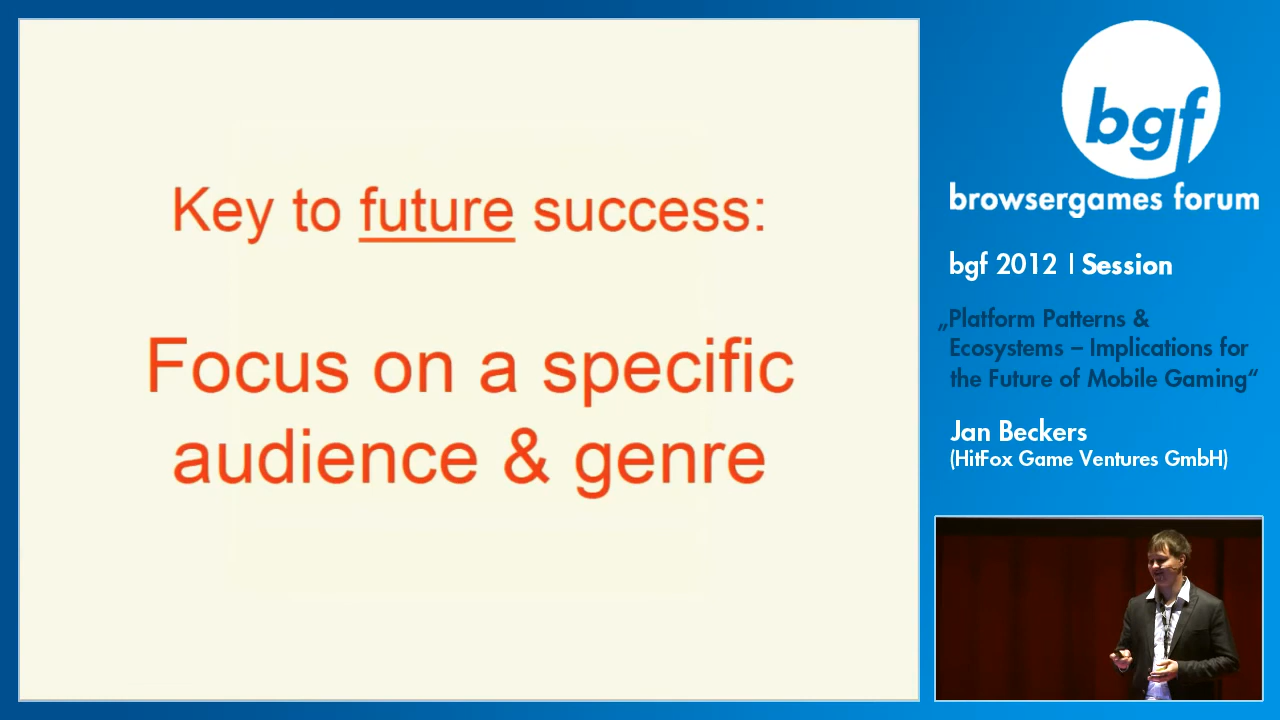 Key to future success:
Focus on a specific
audience & genre
bgf
browsergames forum
bgf 2012 | Session
„Platform Patterns &
Ecosystems – Implications for
the Future of Mobile Gaming“
Jan Beckers
(HitFox Game Ventures GmbH)